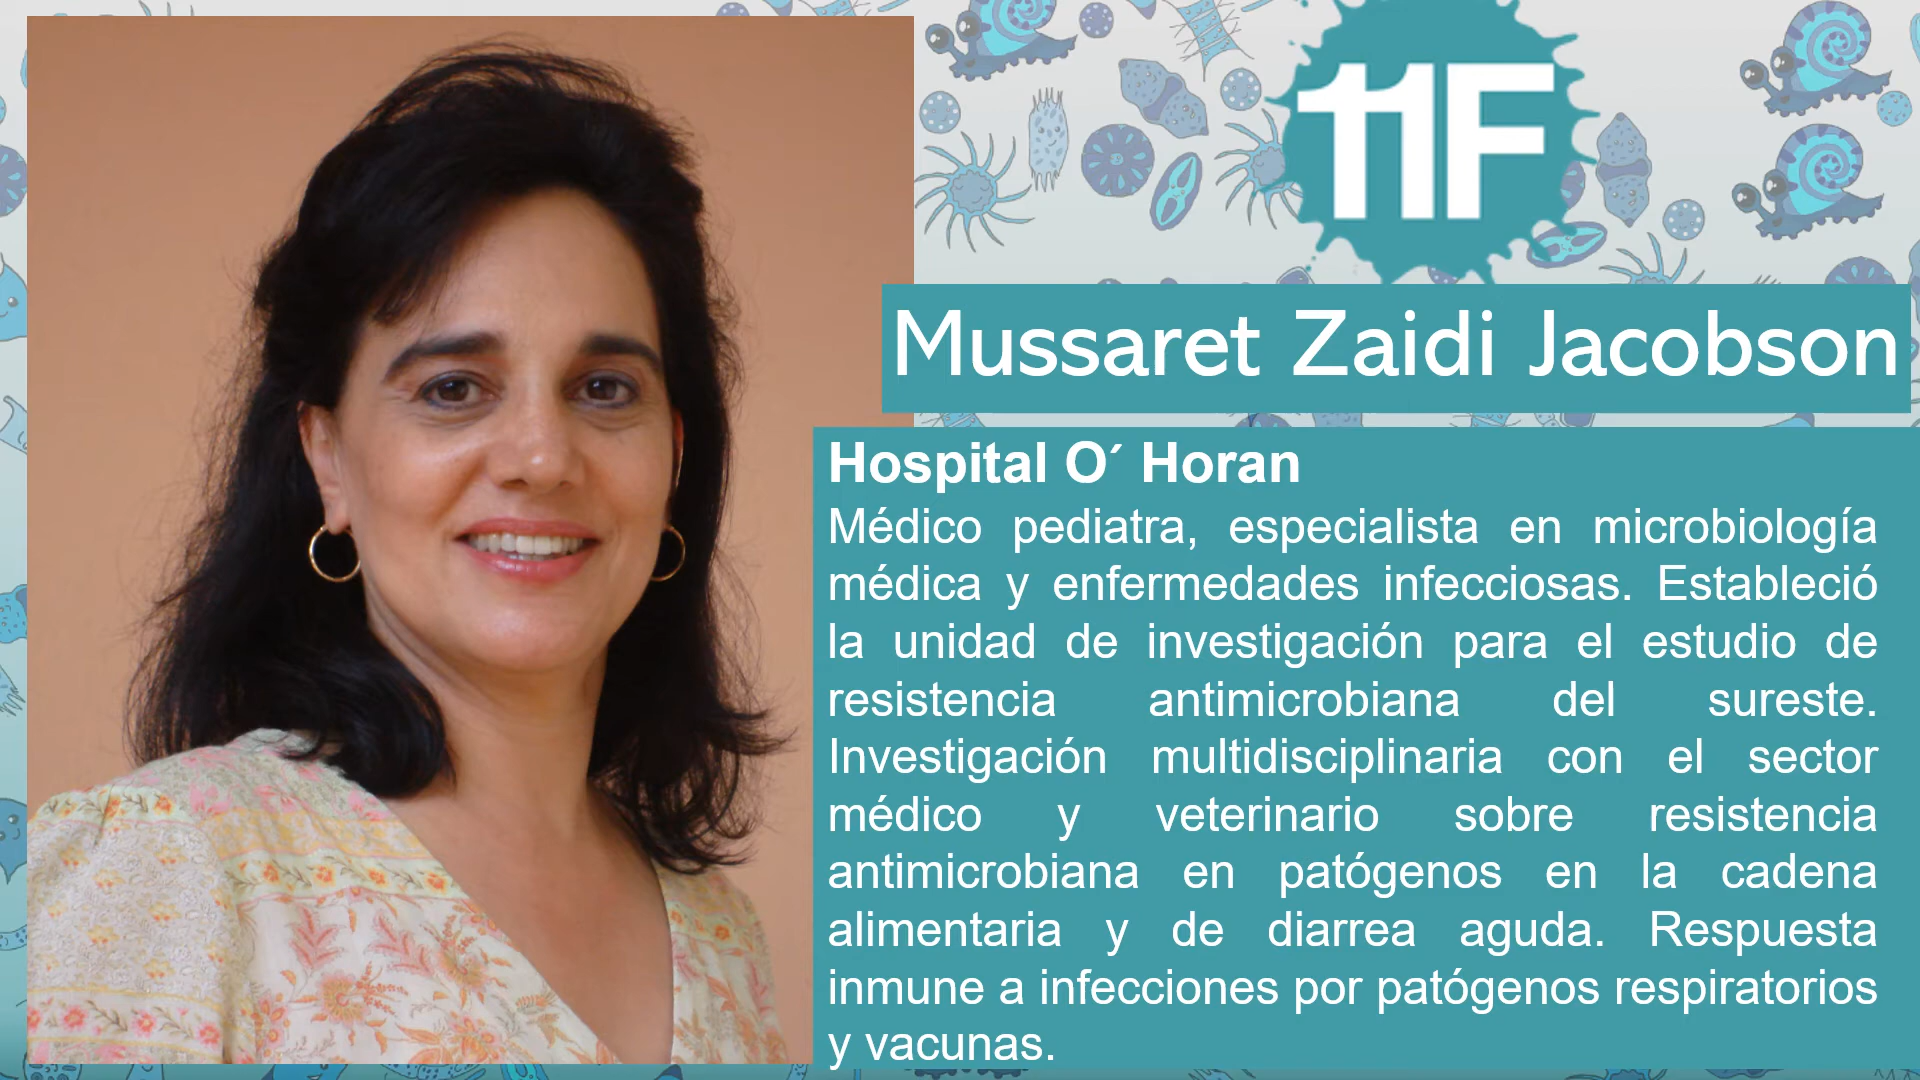 11F
Mussaret Zaidi Jacobson
Hospital O´ Horan
Médico pediatra, especialista en microbiología
médica y enfermedades infecciosas. Estableció
la unidad de investigación para el estudio de
resistencia antimicrobiana del sureste.
Investigación multidisciplinaria con el sector
médico y veterinario sobre resistencia
antimicrobiana en patógenos en la cadena
alimentaria y de diarrea aguda. Respuesta
inmune a infecciones por patógenos respiratorios
y vacunas.